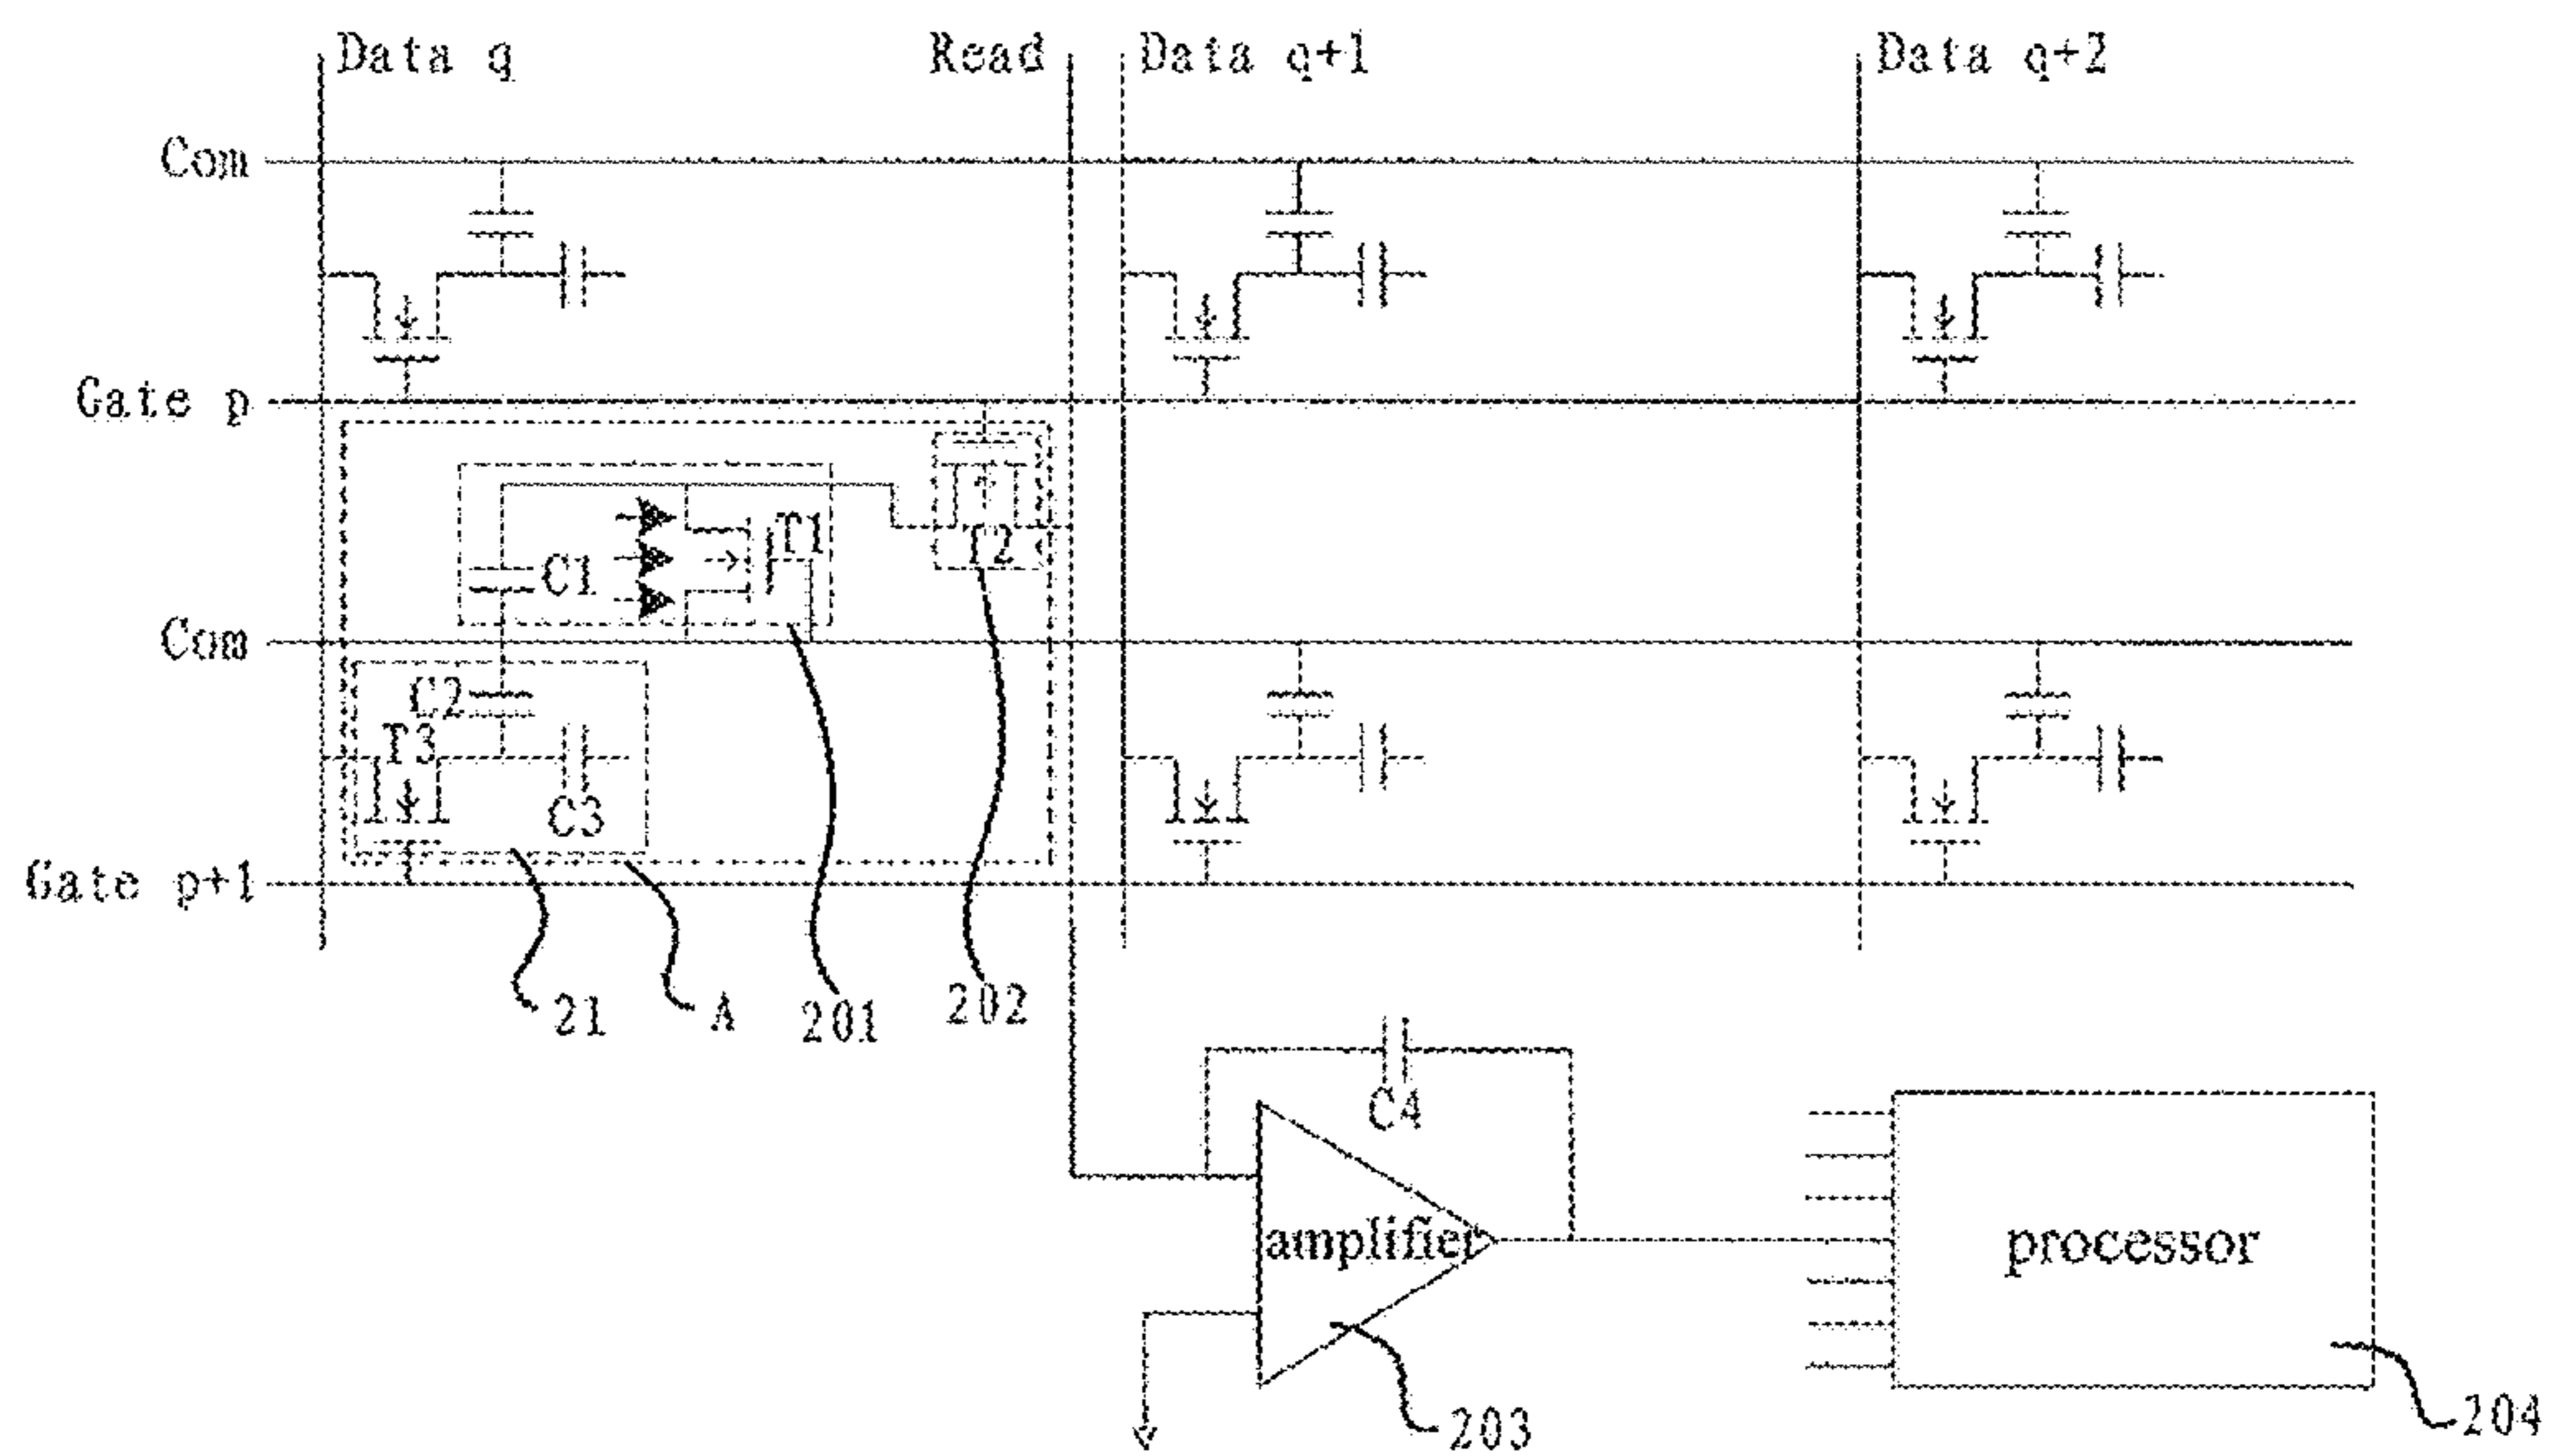 Data q
Read
Data q+1
Data q+2
Com
Gate p
T1
T2
C1
Com
C2
T3
C3
Gate p+1
21
A
201
202
C4
amplifier
processor
203
204